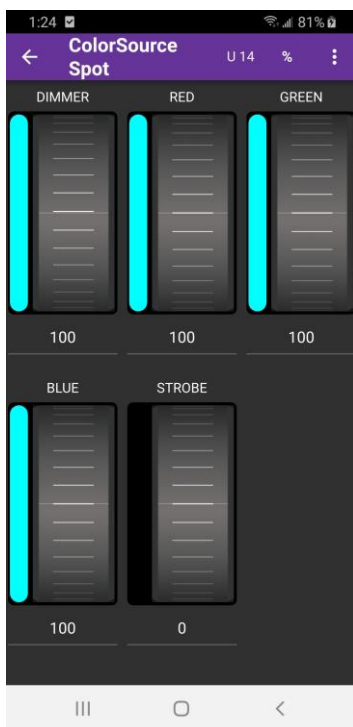 1:24 81%
ColorSource Spot U 14 %
DIMMER RED GREEN
100 100 100
BLUE STROBE
100 0